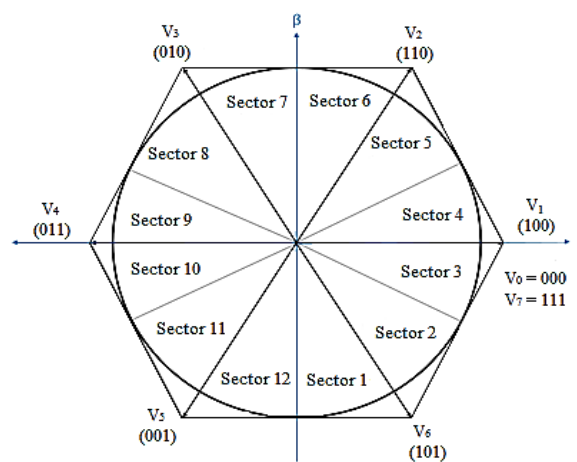 V₃
(010)
β
V₂
(110)
Sector 7
Sector 6
Sector 8
Sector 5
V₄
(011)
Sector 9
Sector 4
V₁
(100)
Sector 10
Sector 3
V₀ = 000
V₇ = 111
Sector 11
Sector 2
Sector 12
Sector 1
V₅
(001)
V₆
(101)